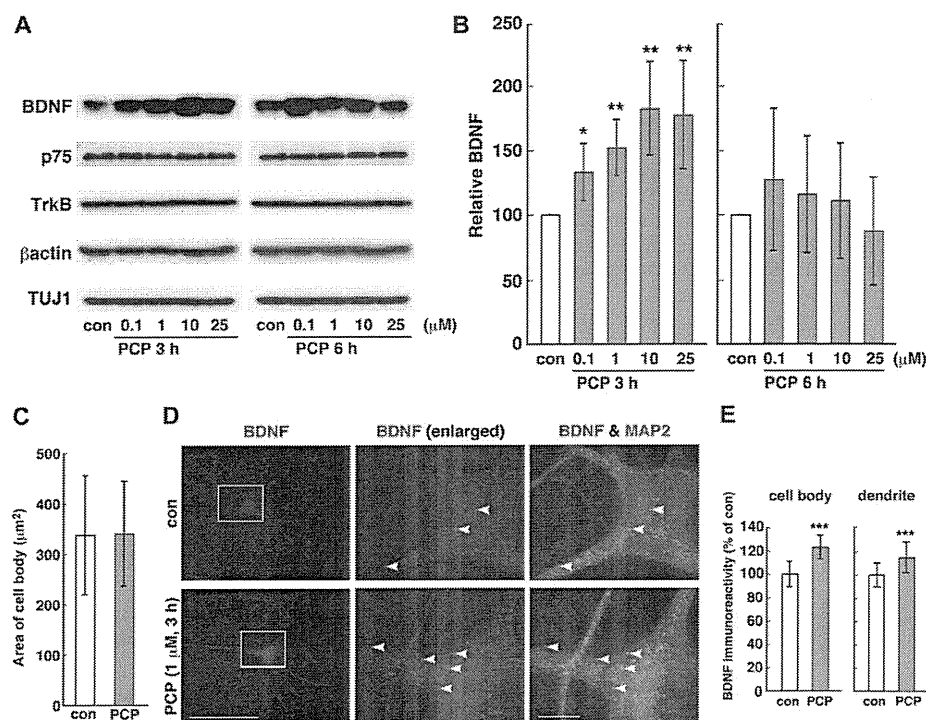 A
BDNF
p75
TrkB
βactin
TUJ1
con 0.1 1 10 25 con 0.1 1 10 25 (μM)
PCP 3 h PCP 6 h
B
Relative BDNF
250
200
150
100
50
0
* ** ** **
con 0.1 1 10 25 con 0.1 1 10 25 (μM)
PCP 3 h PCP 6 h
C
Area of cell body (μm²)
500
400
300
200
100
0
con PCP
D
BDNF BDNF (enlarged) BDNF & MAP2
con
PCP (1 μM, 3 h)
E
cell body dendrite
BDNF immunoreactivity (% of con)
140
120
100
80
60
40
20
0
*** ***
con PCP con PCP